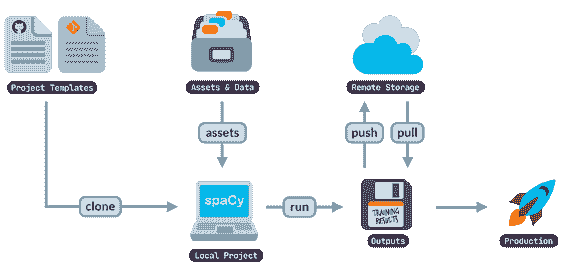 Project Templates
Assets & Data
Remote Storage
assets
push
pull
clone
spaCy
run
TRAINING
RESULTS
Local Project
Outputs
Production